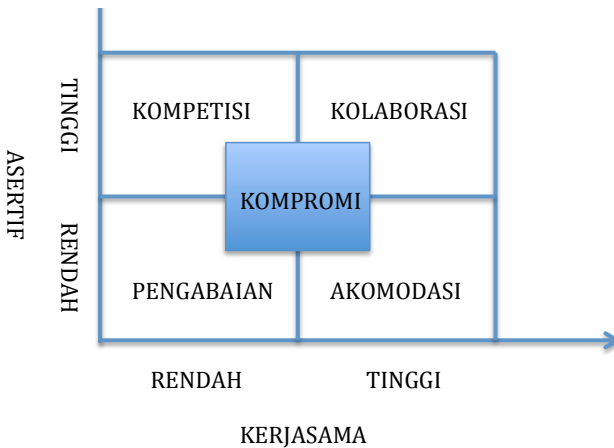 TINGGI
KOMPETISI
KOLABORASI
ASERTIF
KOMPROMI
RENDAH
PENGABAIAN
AKOMODASI
RENDAH
TINGGI
KERJASAMA